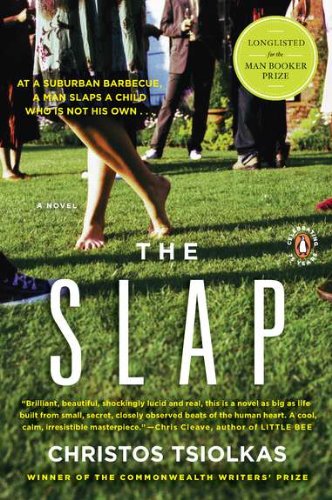 LONGLISTED
for the
MAN BOOKER
PRIZE
AT A SUBURBAN BARBECUE,
A MAN SLAPS A CHILD
WHO IS NOT HIS OWN . . .
A NOVEL
THE
SLAP
"Brilliant, beautiful, shockingly lucid and real, this is a novel as big as life
built from small, secret, closely observed beats of the human heart. A cool,
calm, irresistible masterpiece."—Chris Cleave, author of LITTLE BEE
CHRISTOS TSIOLKAS
WINNER OF THE COMMONWEALTH WRITERS' PRIZE